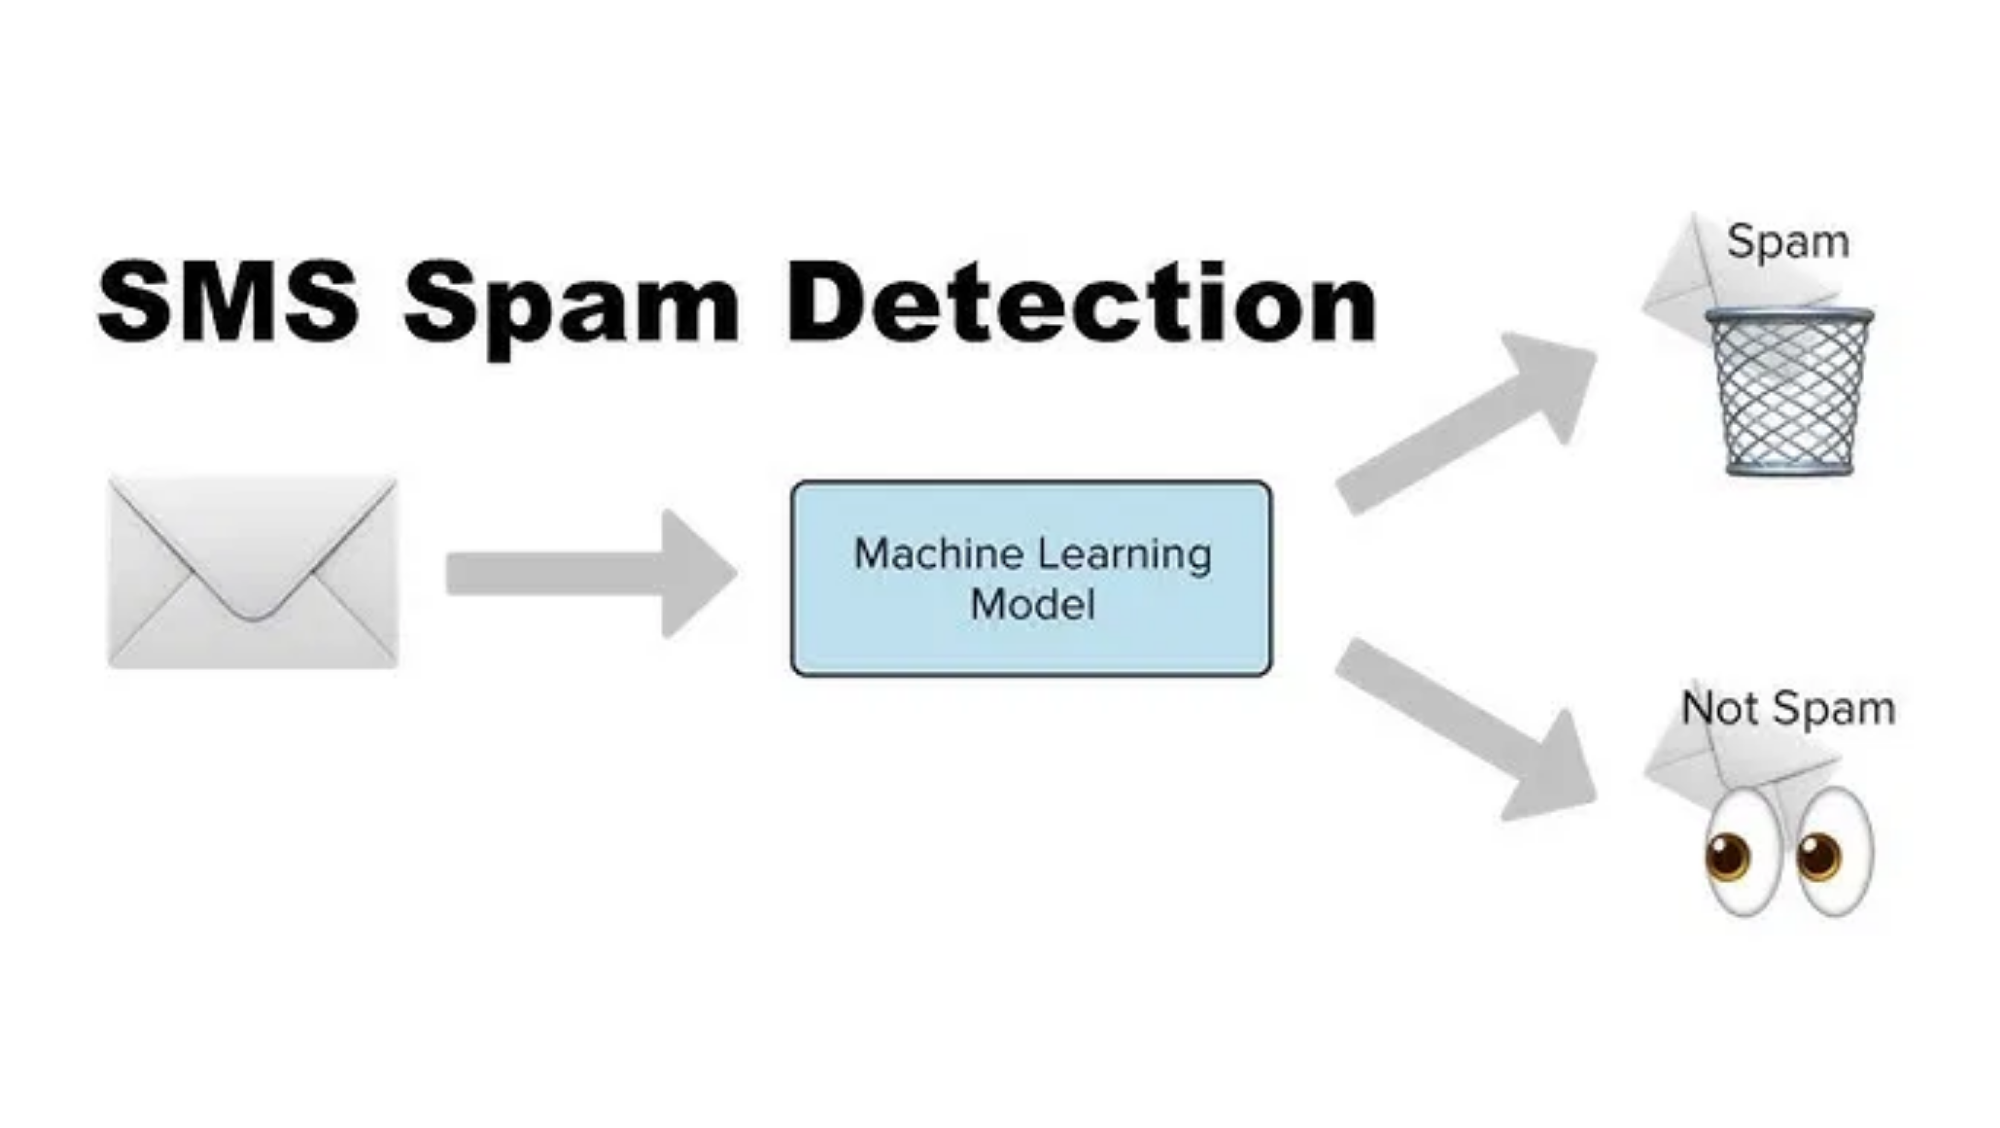 SMS Spam Detection
Spam
Machine Learning
Model
Not Spam